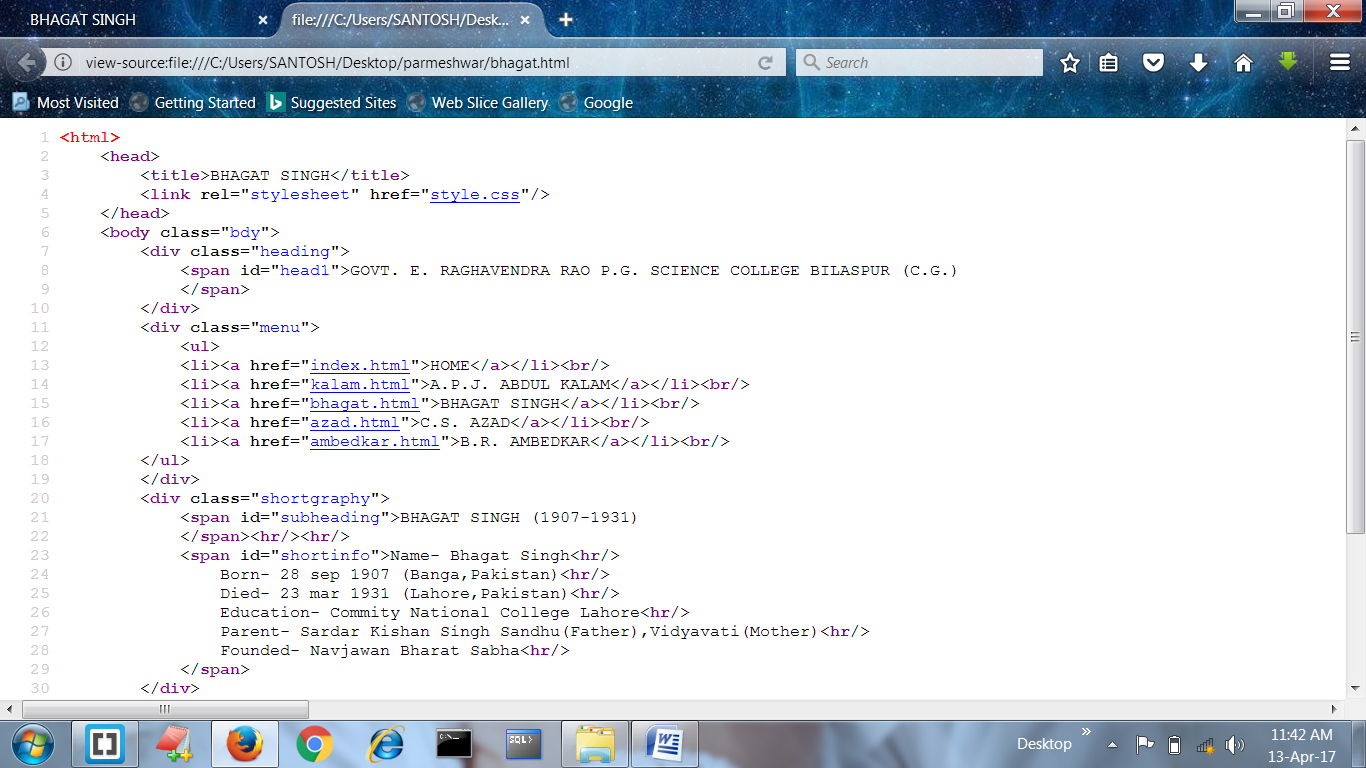 BHAGAT SINGH
file:///C:/Users/SANTOSH/Desk...
view-source:file:///C:/Users/SANTOSH/Desktop/parmeshwar/bhagat.html
Search
Most Visited Getting Started Suggested Sites Web Slice Gallery Google
1 <html>
2 <head>
3 <title>BHAGAT SINGH</title>
4 <link rel="stylesheet" href="style.css"/>
5 </head>
6 <body class="bdy">
7 <div class="heading">
8 <span id="head1">GOVT. E. RAGHAVENDRA RAO P.G. SCIENCE COLLEGE BILASPUR (C.G.)
9 </span>
10 </div>
11 <div class="menu">
12 <ul>
13 <li><a href="index.html">HOME</a></li><br/>
14 <li><a href="kalam.html">A.P.J. ABDUL KALAM</a></li><br/>
15 <li><a href="bhagat.html">BHAGAT SINGH</a></li><br/>
16 <li><a href="azad.html">C.S. AZAD</a></li><br/>
17 <li><a href="ambedkar.html">B.R. AMBEDKAR</a></li><br/>
18 </ul>
19 </div>
20 <div class="shortgraphy">
21 <span id="subheading">BHAGAT SINGH (1907-1931)
22 </span><hr/><hr/>
23 <span id="shortinfo">Name- Bhagat Singh<hr/>
24 Born- 28 sep 1907 (Banga,Pakistan)<hr/>
25 Died- 23 mar 1931 (Lahore,Pakistan)<hr/>
26 Education- Commity National College Lahore<hr/>
27 Parent- Sardar Kishan Singh Sandhu(Father),Vidyavati(Mother)<hr/>
28 Founded- Navjawan Bharat Sabha<hr/>
29 </span>
30 </div>
C:\>_
SQL>
Desktop
11:42 AM
13-Apr-17